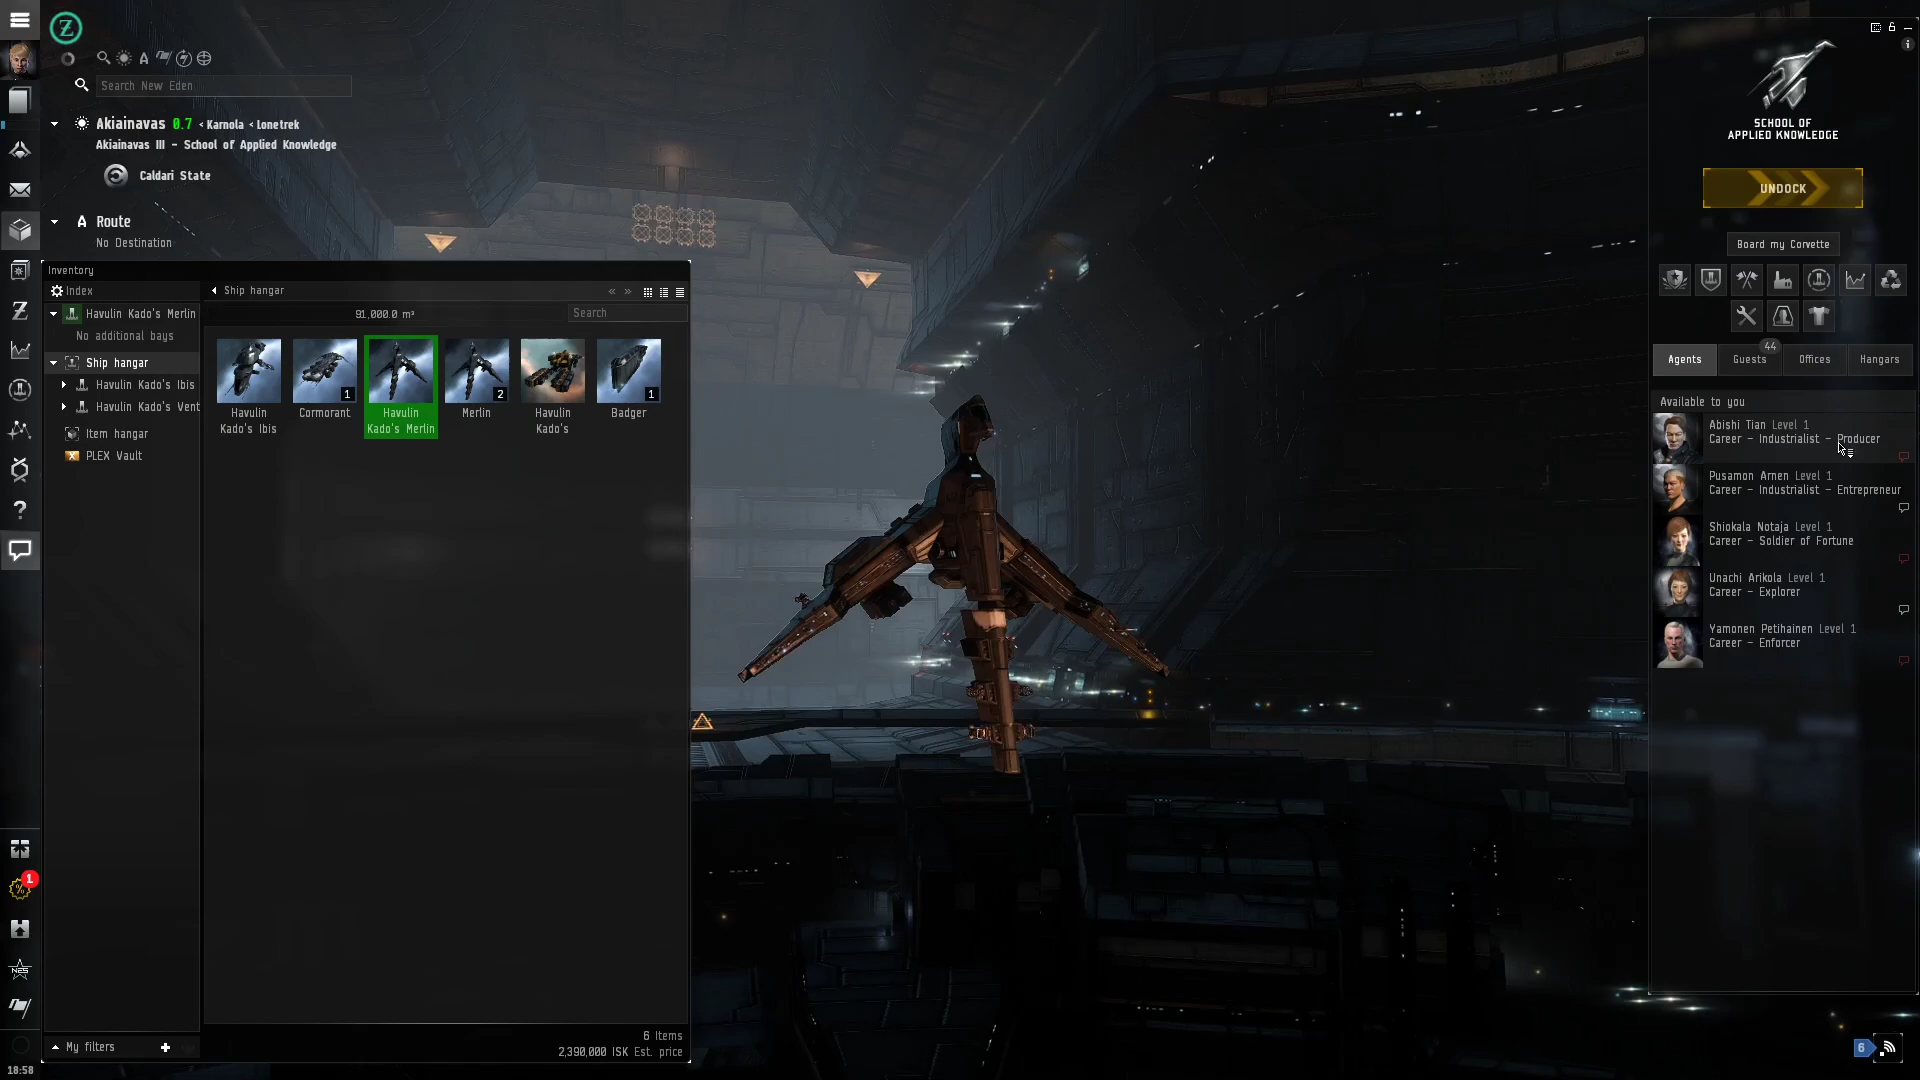 Search New Eden
Akiainavas 0.7 < Karnola < Lonetrek
Akiainavas III - School of Applied Knowledge
Caldari State
Route
No Destination
Inventory
Index
Havulin Kado's Merlin
No additional bays
Ship hangar
Havulin Kado's Ibis
Havulin Kado's Vent
Item hangar
PLEX Vault
Ship hangar
91,000.0 m³
Search
Havulin
Kado's Ibis
1
Cormorant
Havulin
Kado's Merlin
2
Merlin
Havulin
Kado's
1
Badger
6 Items
2,390,000 ISK Est. price
My filters
1
NES
18:58
SCHOOL OF
APPLIED KNOWLEDGE
UNDOCK
Board my Corvette
Agents
Guests
44
Offices
Hangars
Available to you
Abishi Tian Level 1
Career - Industrialist - Producer
Pusamon Arnen Level 1
Career - Industrialist - Entrepreneur
Shiokala Notaja Level 1
Career - Soldier of Fortune
Unachi Arikola Level 1
Career - Explorer
Yamonen Petihainen Level 1
Career - Enforcer
6